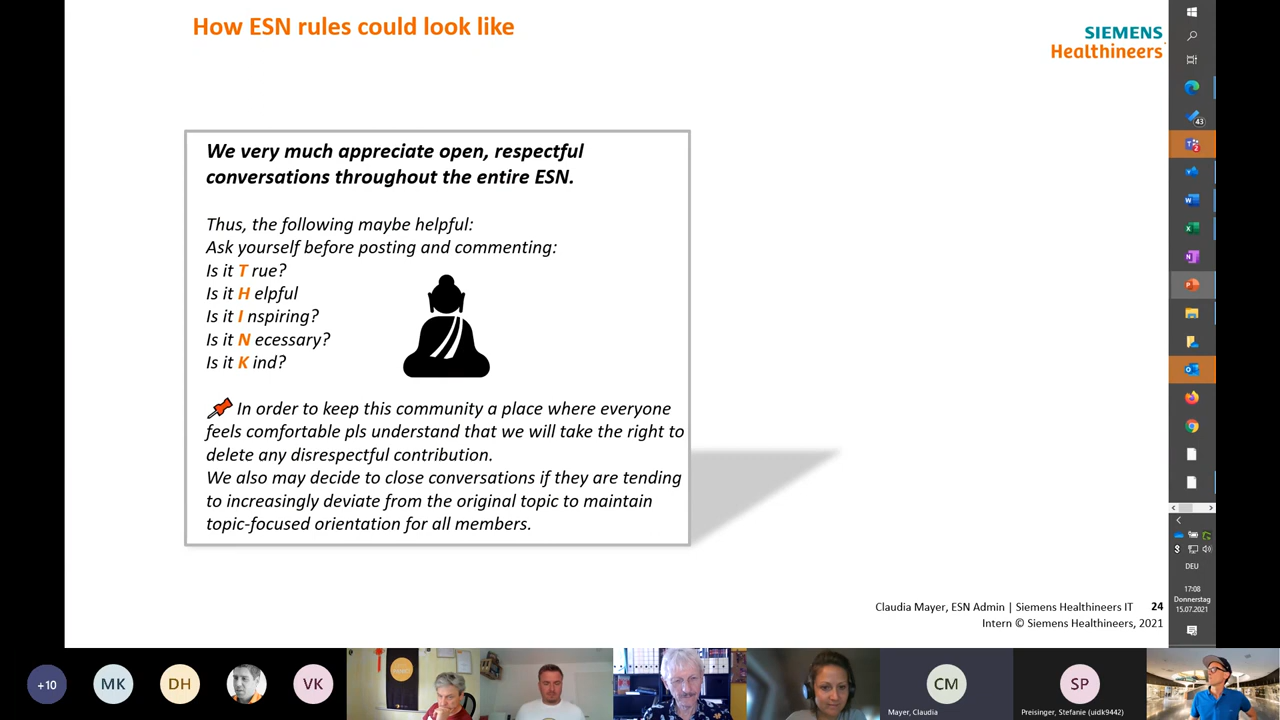 How ESN rules could look like
SIEMENS
Healthineers
We very much appreciate open, respectful
conversations throughout the entire ESN.
Thus, the following maybe helpful:
Ask yourself before posting and commenting:
Is it T rue?
Is it H elpful
Is it I nspiring?
Is it N ecessary?
Is it K ind?
In order to keep this community a place where everyone
feels comfortable pls understand that we will take the right to
delete any disrespectful contribution.
We also may decide to close conversations if they are tending
to increasingly deviate from the original topic to maintain
topic-focused orientation for all members.
Claudia Mayer, ESN Admin | Siemens Healthineers IT 24
Intern © Siemens Healthineers, 2021
43
2
DEU
17:08
Donnerstag
15.07.2021
+10
MK
DH
VK
CM
Mayer, Claudia
SP
Preisinger, Stefanie (uidk9442)